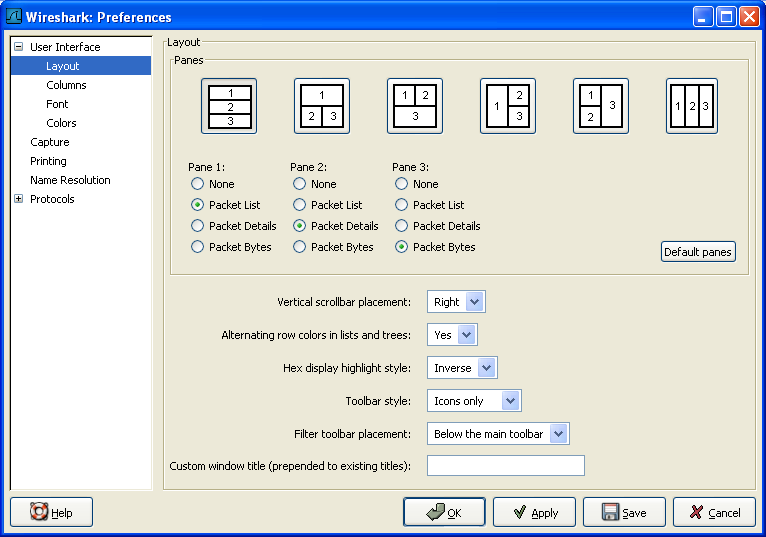 Wireshark: Preferences
User Interface
Layout
Columns
Font
Colors
Capture
Printing
Name Resolution
Protocols
Layout
Panes
1 2 3
1 2 3
1 2 3
1 2 3
1 2 3
1 2 3
Pane 1:
None
Packet List
Packet Details
Packet Bytes
Pane 2:
None
Packet List
Packet Details
Packet Bytes
Pane 3:
None
Packet List
Packet Details
Packet Bytes
Default panes
Vertical scrollbar placement: Right
Alternating row colors in lists and trees: Yes
Hex display highlight style: Inverse
Toolbar style: Icons only
Filter toolbar placement: Below the main toolbar
Custom window title (prepended to existing titles):
Help OK Apply Save Cancel